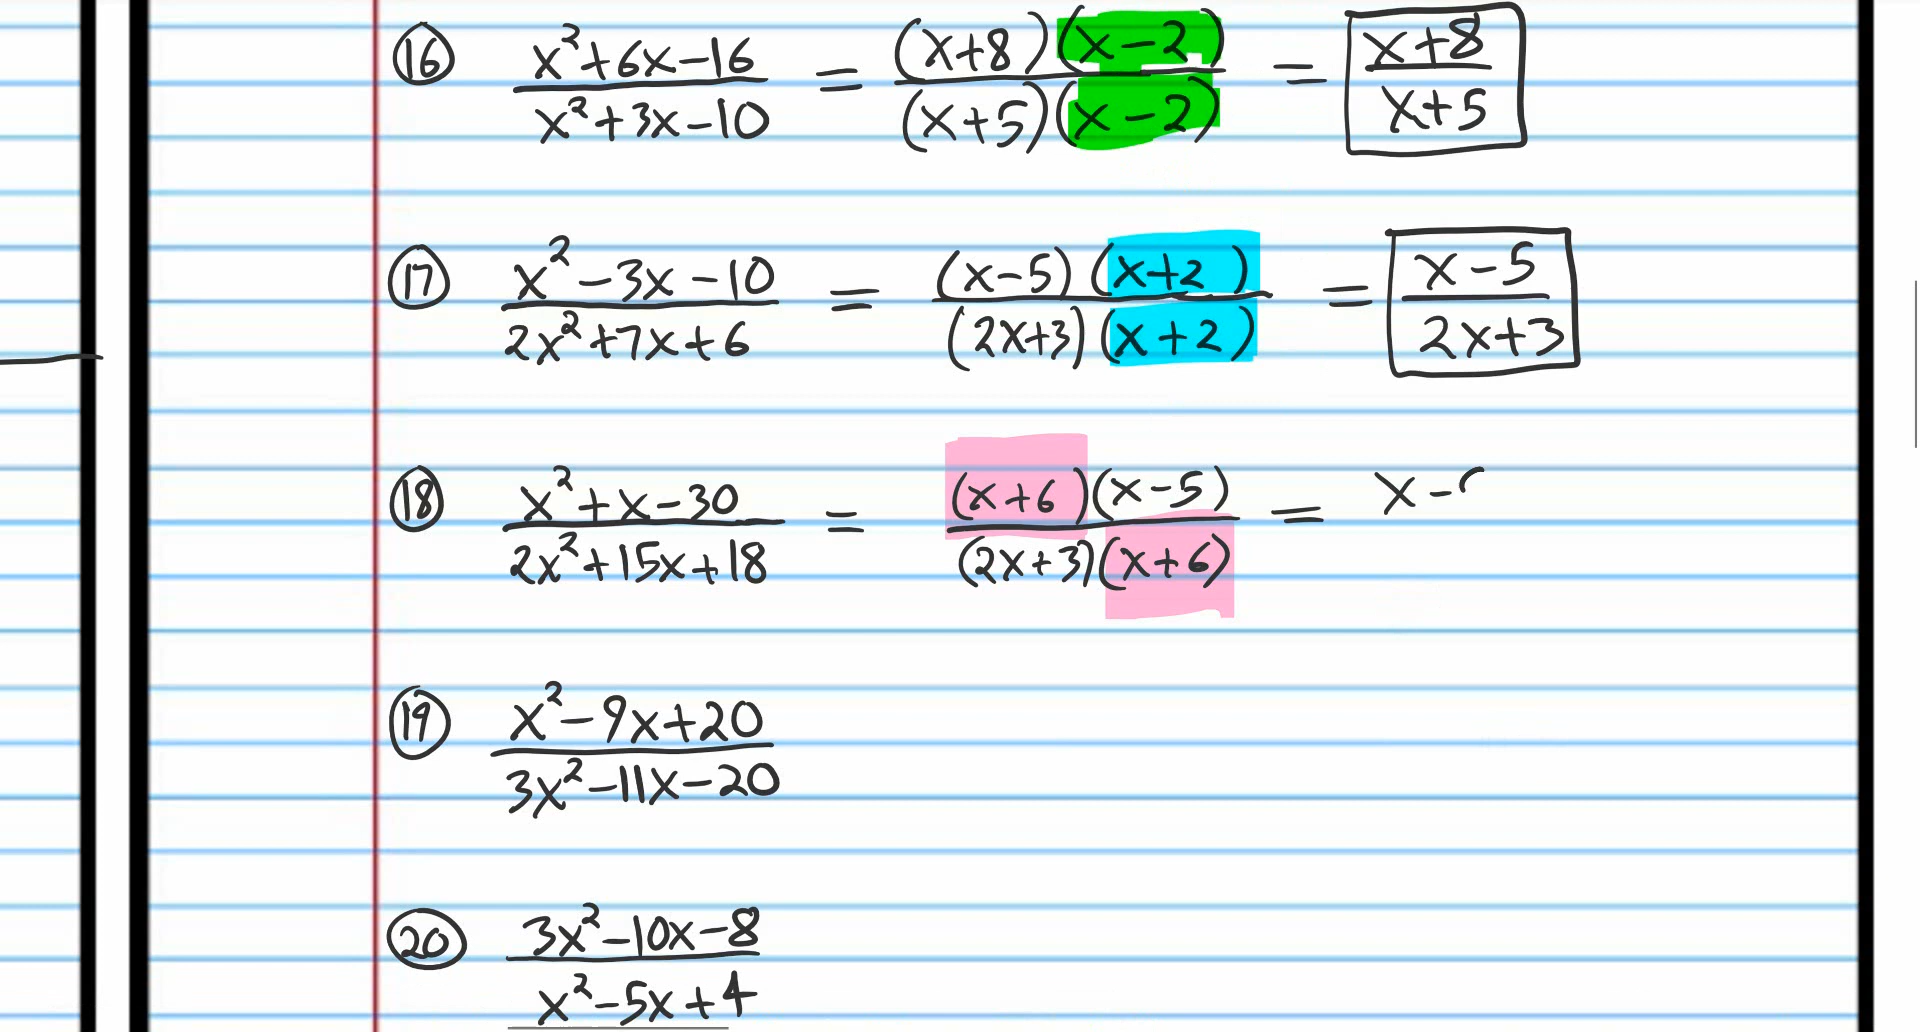 ⑯ x²+6x-16 / x²+3x-10 = (x+8)(x-2) / (x+5)(x-2) = x+8 / x+5
⑰ x²-3x-10 / 2x²+7x+6 = (x-5)(x+2) / (2x+3)(x+2) = x-5 / 2x+3
⑱ x²+x-30 / 2x²+15x+18 = (x+6)(x-5) / (2x+3)(x+6) = x-
⑲ x²-9x+20 / 3x²-11x-20
⑳ 3x²-10x-8 / x²-5x+4